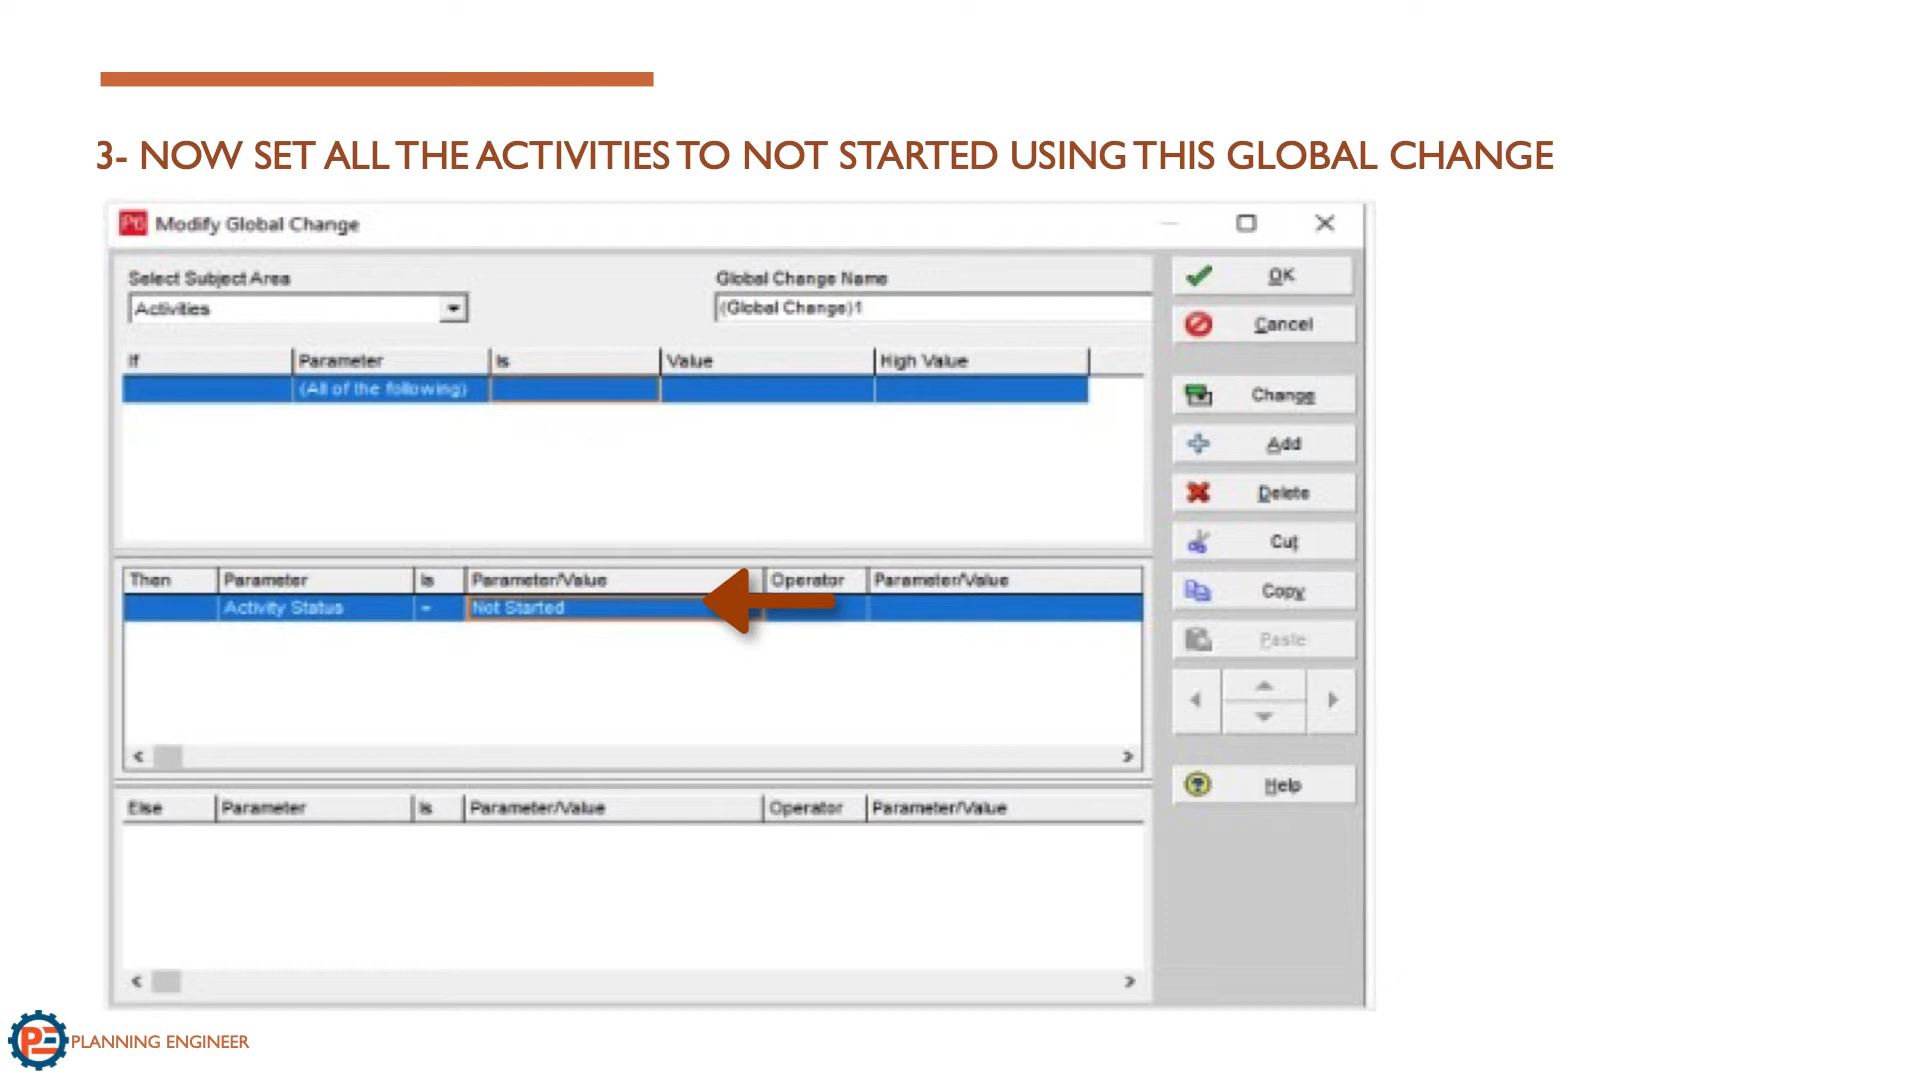 3- NOW SET ALL THE ACTIVITIES TO NOT STARTED USING THIS GLOBAL CHANGE
P6 Modify Global Change
Select Subject Area
Global Change Name
Activities
(Global Change)1
If Parameter Is Value High Value
(All of the following)
Then Parameter Is Parameter/Value Operator Parameter/Value
Activity Status = Not Started
Else Parameter Is Parameter/Value Operator Parameter/Value
OK
Cancel
Change
Add
Delete
Cut
Copy
Paste
Help
PE PLANNING ENGINEER